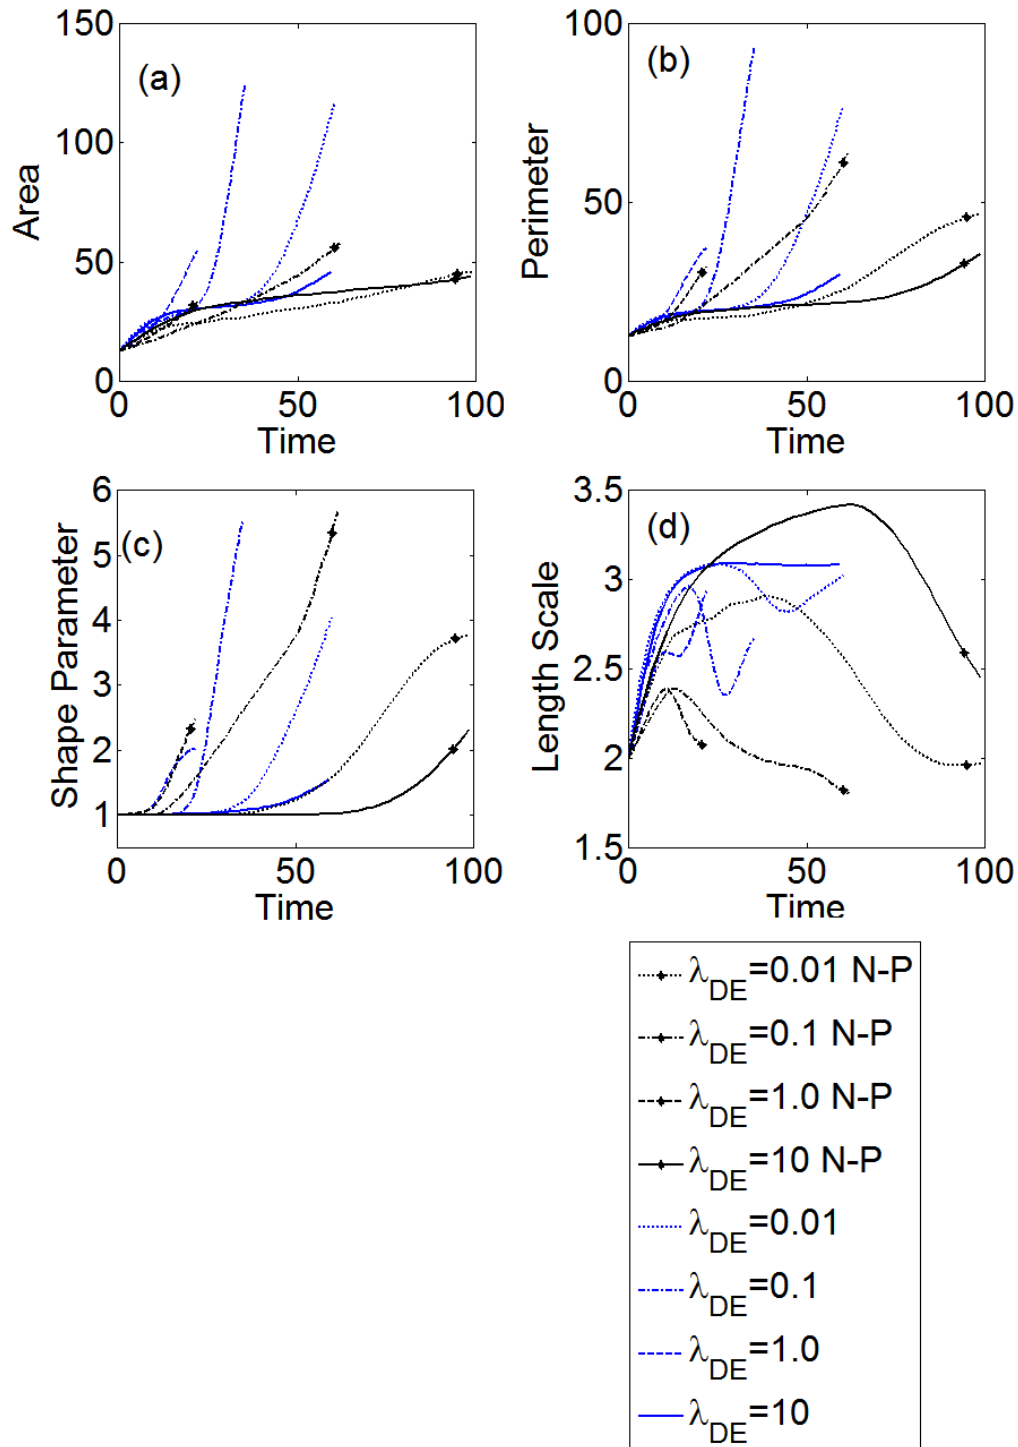 150
100
50
0
Area
(a)
0
50
100
Time
100
50
0
Perimeter
(b)
0
50
100
Time
6
5
4
3
2
1
Shape Parameter
(c)
0
50
100
Time
3.5
3
2.5
2
1.5
Length Scale
(d)
0
50
100
Time
λDE=0.01 N-P
λDE=0.1 N-P
λDE=1.0 N-P
λDE=10 N-P
λDE=0.01
λDE=0.1
λDE=1.0
λDE=10